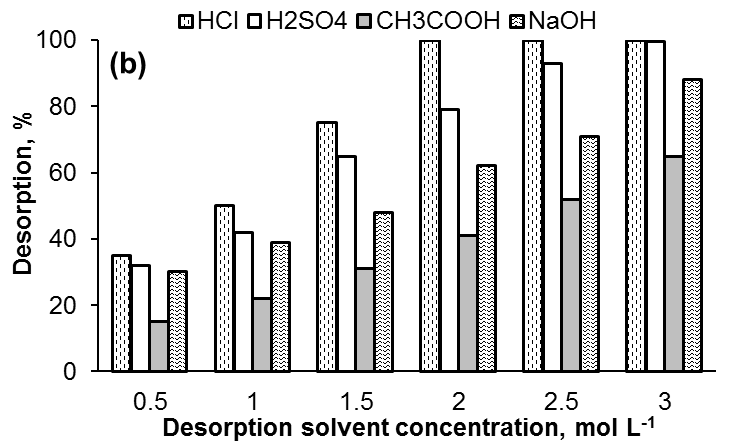 HCl H2SO4 CH3COOH NaOH
(b)
100
80
60
40
20
0
Desorption, %
0.5 1 1.5 2 2.5 3
Desorption solvent concentration, mol L⁻¹